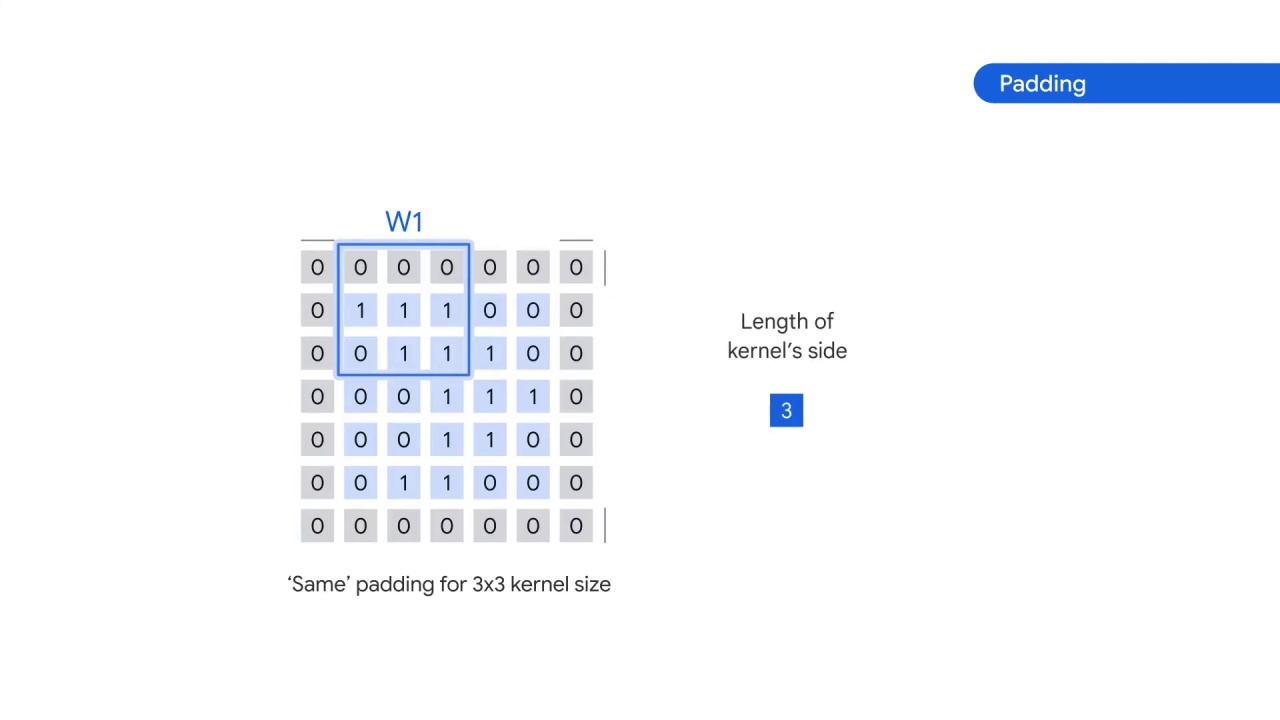 Padding
W1
0 0 0 0 0 0 0
0 1 1 1 0 0 0
0 0 1 1 1 0 0
0 0 0 1 1 1 0
0 0 0 1 1 0 0
0 0 1 1 0 0 0
0 0 0 0 0 0 0
‘Same’ padding for 3x3 kernel size
Length of
kernel’s side
3